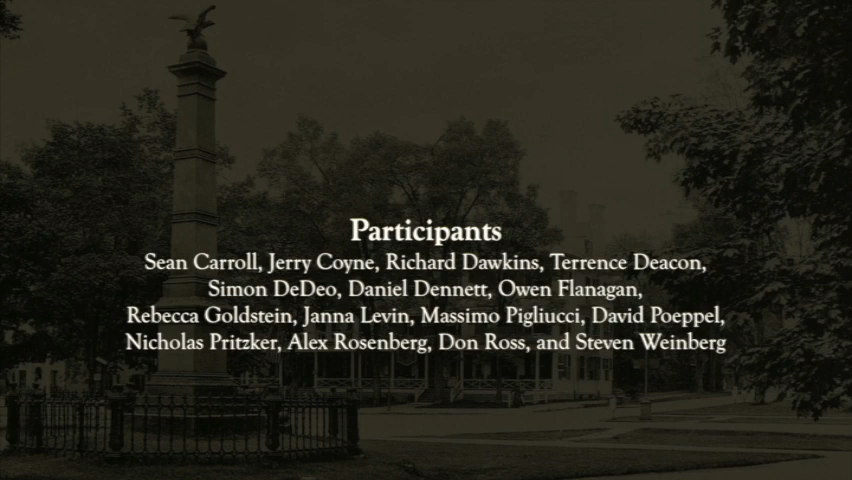 Participants
Sean Carroll, Jerry Coyne, Richard Dawkins, Terrence Deacon,
Simon DeDeo, Daniel Dennett, Owen Flanagan,
Rebecca Goldstein, Janna Levin, Massimo Pigliucci, David Poeppel,
Nicholas Pritzker, Alex Rosenberg, Don Ross, and Steven Weinberg